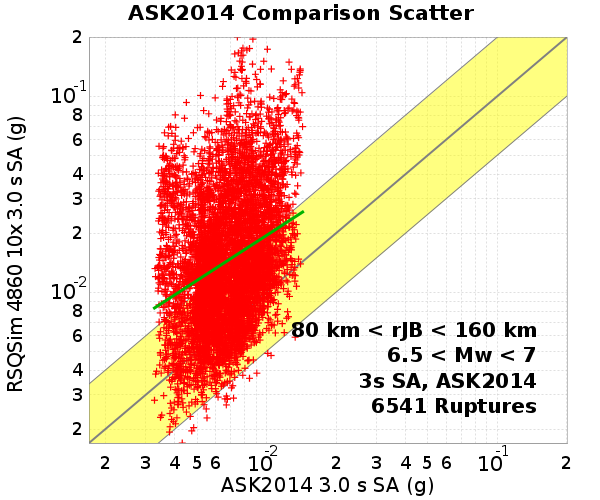 ASK2014 Comparison Scatter
RSQSim 4860 10x 3.0 s SA (g)
2
10-1
8
6
4
3
2
10-2
8
6
4
3
2
80 km < rJB < 160 km
6.5 < Mw < 7
3s SA, ASK2014
6541 Ruptures
2 3 4 5 6 10-2 2 3 4 5 6 10-1 2
ASK2014 3.0 s SA (g)